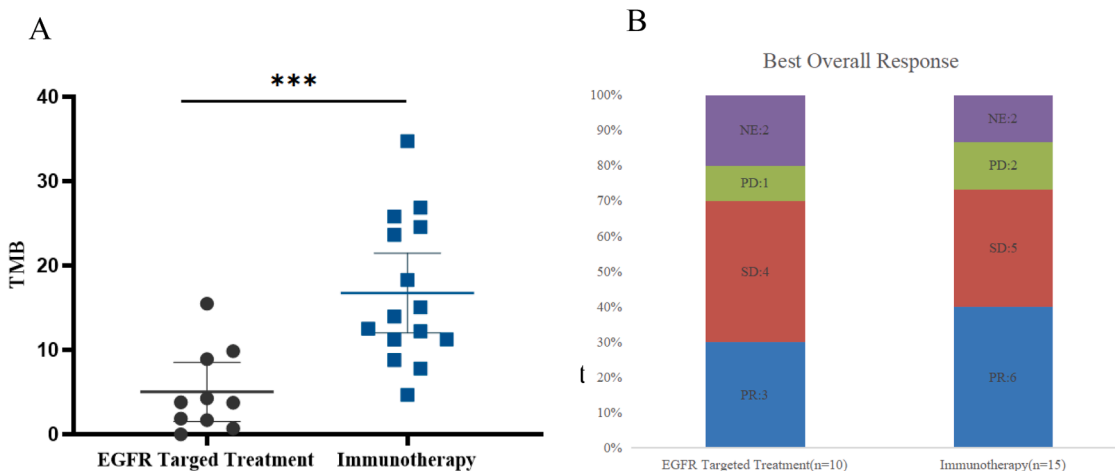 A
***
40
30
20
10
0
TMB
EGFR Targed Treatment
Immunotherapy
B
Best Overall Response
100%
90%
80%
70%
60%
50%
40%
30%
20%
10%
0%
NE:2
PD:1
SD:4
PR:3
NE:2
PD:2
SD:5
PR:6
t
EGFR Targeted Treatment(n=10)
Immunotherapy(n=15)